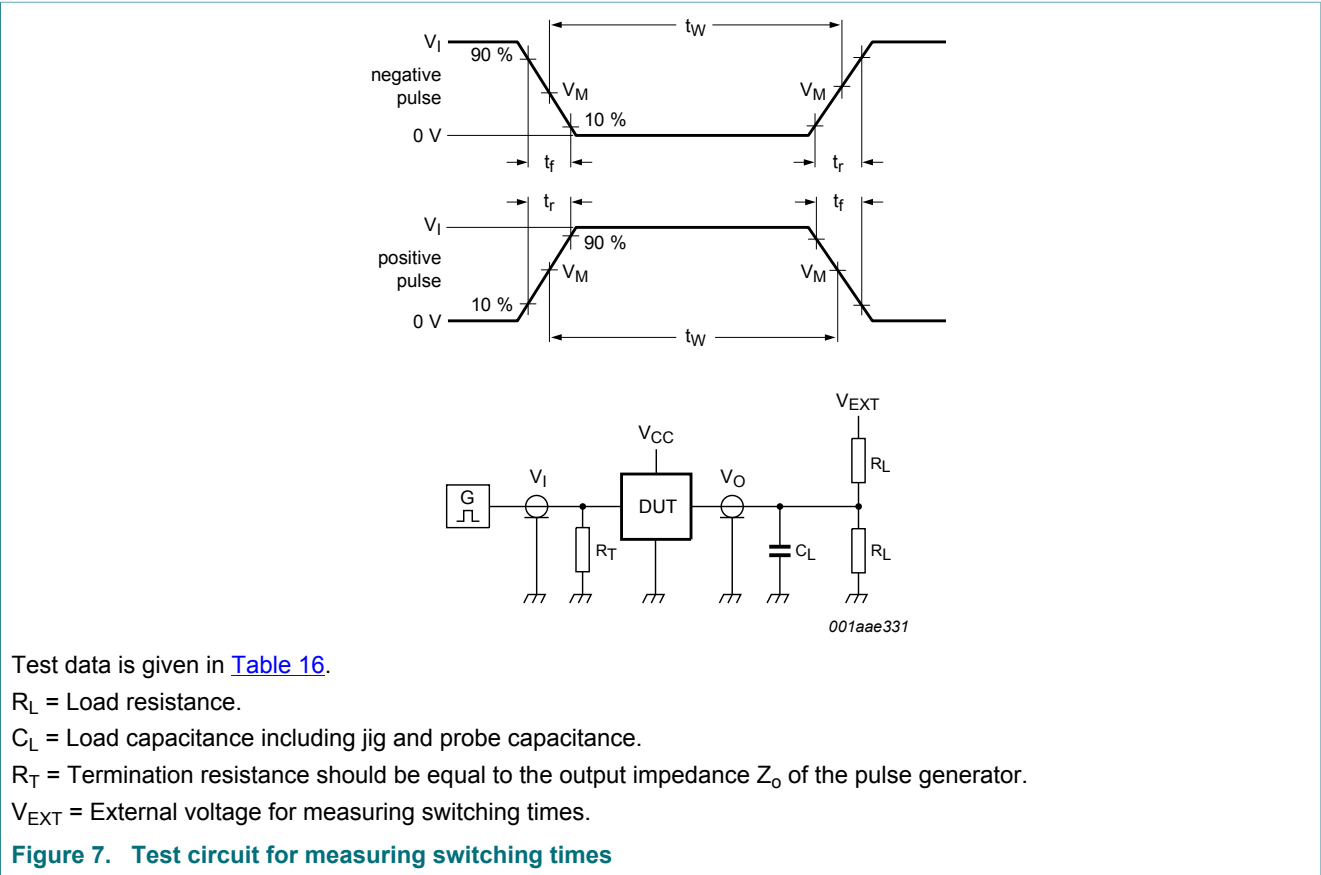 tW
VI
90 %
negative
pulse
VM
VM
10 %
0 V
tf
tr
tr
tf
VI
90 %
positive
pulse
VM
VM
10 %
0 V
tW
VEXT
VCC
RL
VI
VO
G
DUT
RT
CL
RL
001aae331
Test data is given in Table 16.
RL = Load resistance.
CL = Load capacitance including jig and probe capacitance.
RT = Termination resistance should be equal to the output impedance Zo of the pulse generator.
VEXT = External voltage for measuring switching times.
Figure 7. Test circuit for measuring switching times